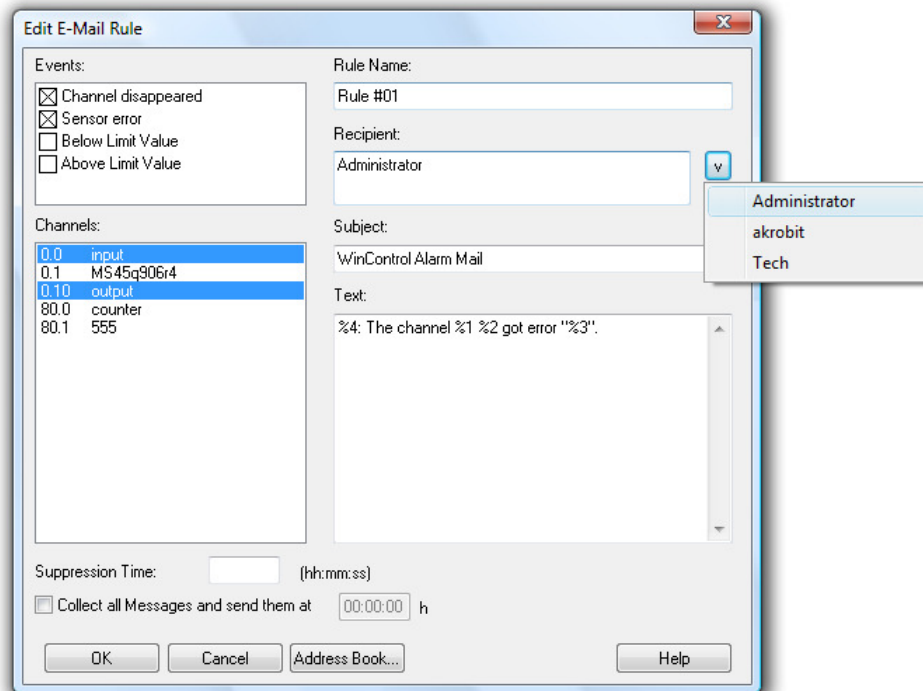 Edit E-Mail Rule
Events:
Channel disappeared
Sensor error
Below Limit Value
Above Limit Value
Channels:
0.0 input
0.1 MS45q906r4
0.10 output
80.0 counter
80.1 555
Rule Name:
Rule #01
Recipient:
Administrator
v
Administrator
akrobit
Tech
Subject:
WinControl Alarm Mail
Text:
%4: The channel %1 %2 got error "%3".
Suppression Time: (hh:mm:ss)
Collect all Messages and send them at 00:00:00 h
OK Cancel Address Book... Help